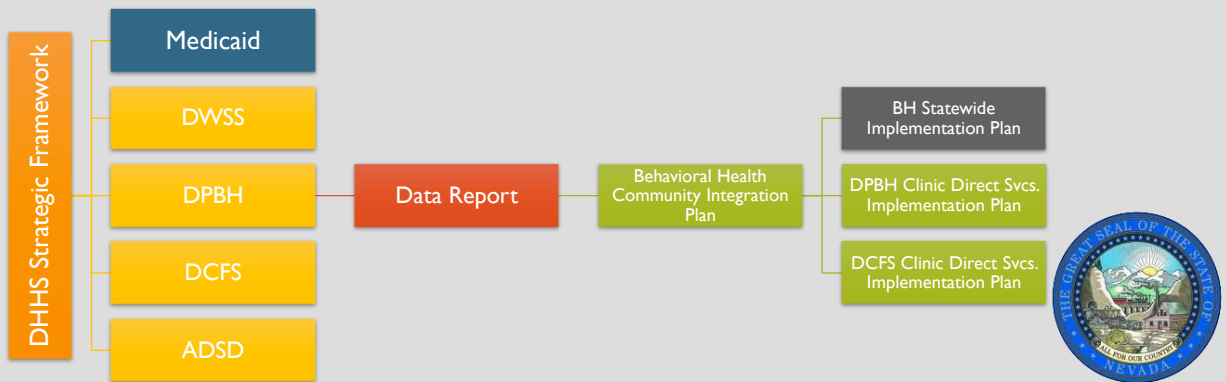 DHHS Strategic Framework
Medicaid
DWSS
DPBH
DCFS
ADSD
Data Report
Behavioral Health
Community Integration
Plan
BH Statewide
Implementation Plan
DPBH Clinic Direct Svcs.
Implementation Plan
DCFS Clinic Direct Svcs.
Implementation Plan
THE GREAT SEAL OF THE STATE OF
NEVADA
ALL FOR OUR COUNTRY